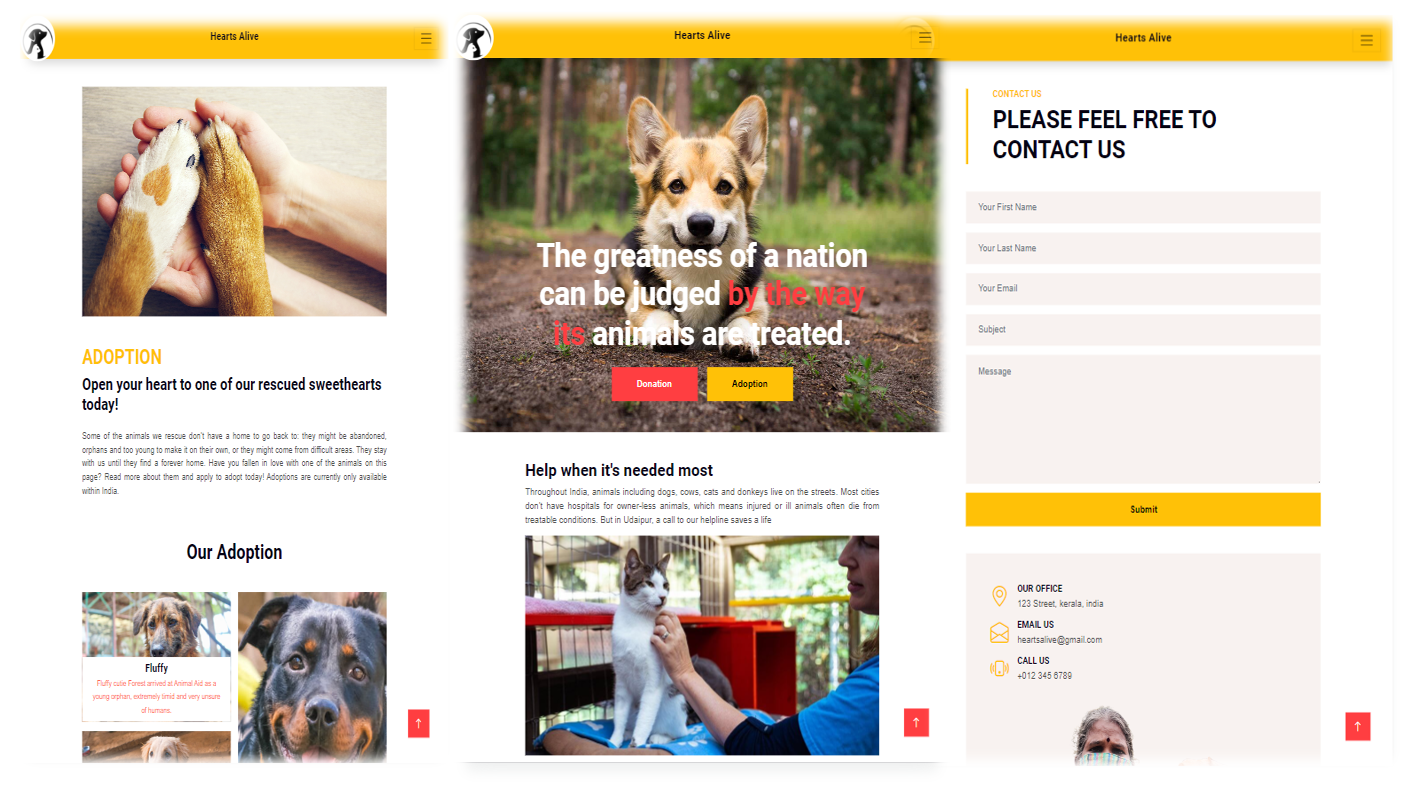 Hearts Alive
ADOPTION
Open your heart to one of our rescued sweethearts
today!
Some of the animals we rescue don't have a home to go back to: they might be abandoned,
orphans and too young to make it on their own, or they might come from difficult areas. They stay
with us until they find a forever home. Have you fallen in love with one of the animals on this
page? Read more about them and apply to adopt today! Adoptions are currently only available
within India.
Our Adoption
Fluffy
Fluffy cutie Forest arrived at Animal Aid as a
young orphan, extremely timid and very unsure
of humans.
Hearts Alive
The greatness of a nation
can be judged by the way
its animals are treated.
Donation
Adoption
Help when it's needed most
Throughout India, animals including dogs, cows, cats and donkeys live on the streets. Most cities
don't have hospitals for owner-less animals, which means injured or ill animals often die from
treatable conditions. But in Udaipur, a call to our helpline saves a life
Hearts Alive
CONTACT US
PLEASE FEEL FREE TO
CONTACT US
Your First Name
Your Last Name
Your Email
Subject
Message
Submit
OUR OFFICE
123 Street, kerala, india
EMAIL US
heartsalive@gmail.com
CALL US
+012 345 6789